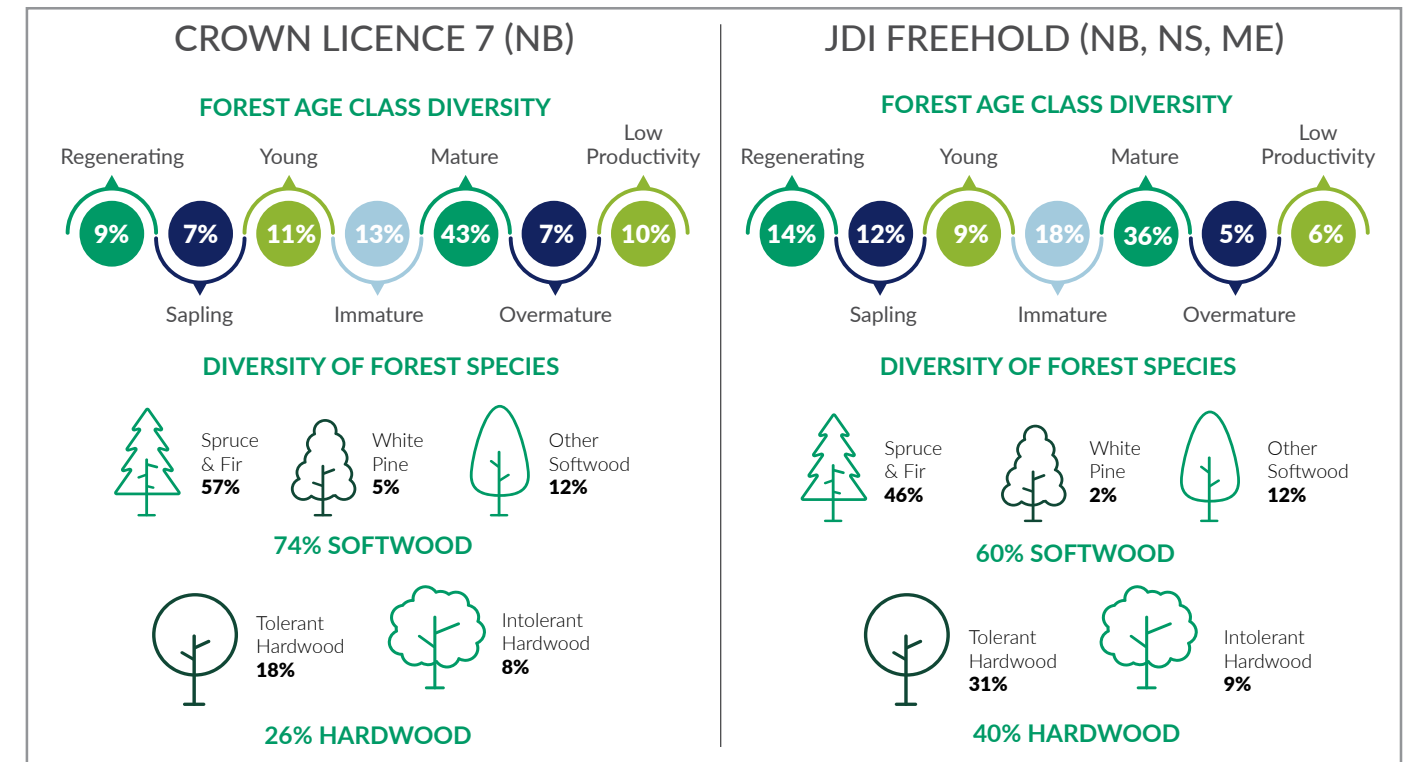 CROWN LICENCE 7 (NB)
FOREST AGE CLASS DIVERSITY
Regenerating
Young
Mature
Low
Productivity
9%
7%
11%
13%
43%
7%
10%
Sapling
Immature
Overmature
DIVERSITY OF FOREST SPECIES
Spruce
& Fir
57%
White
Pine
5%
Other
Softwood
12%
74% SOFTWOOD
Tolerant
Hardwood
18%
Intolerant
Hardwood
8%
26% HARDWOOD
JDI FREEHOLD (NB, NS, ME)
FOREST AGE CLASS DIVERSITY
Regenerating
Young
Mature
Low
Productivity
14%
12%
9%
18%
36%
5%
6%
Sapling
Immature
Overmature
DIVERSITY OF FOREST SPECIES
Spruce
& Fir
46%
White
Pine
2%
Other
Softwood
12%
60% SOFTWOOD
Tolerant
Hardwood
31%
Intolerant
Hardwood
9%
40% HARDWOOD